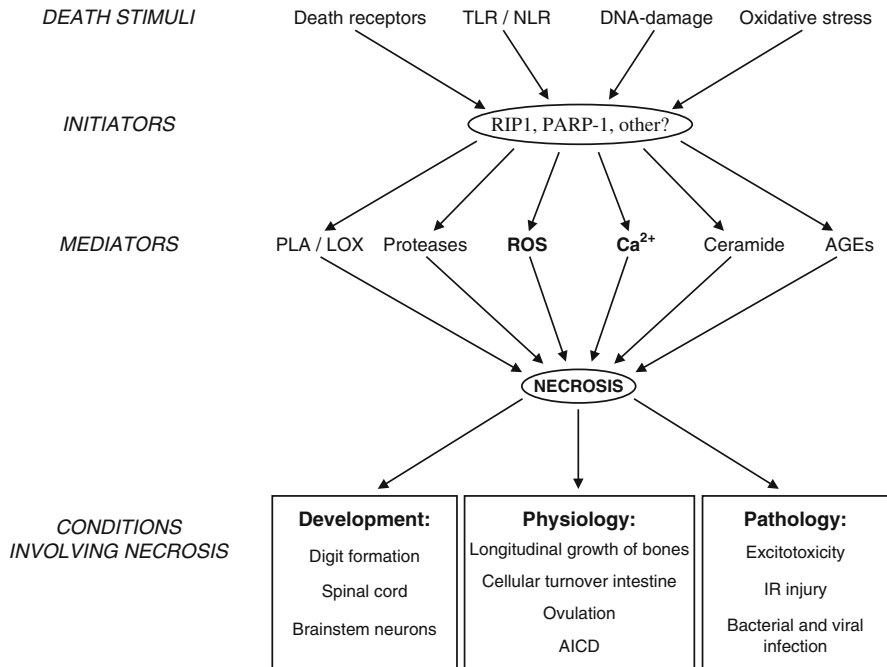 DEATH STIMULI
Death receptors
TLR / NLR
DNA-damage
Oxidative stress
INITIATORS
RIP1, PARP-1, other?
MEDIATORS
PLA / LOX
Proteases
ROS
Ca²⁺
Ceramide
AGEs
NECROSIS
CONDITIONS
INVOLVING NECROSIS
Development:
Digit formation
Spinal cord
Brainstem neurons
Physiology:
Longitudinal growth of bones
Cellular turnover intestine
Ovulation
AICD
Pathology:
Excitotoxicity
IR injury
Bacterial and viral
infection